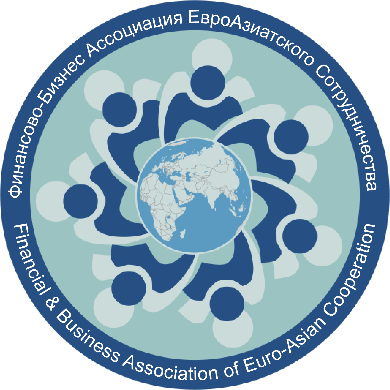 Финансово-Бизнес Ассоциация ЕвроАзиатского Сотрудничества
Financial & Business Association of Euro-Asian Cooperation